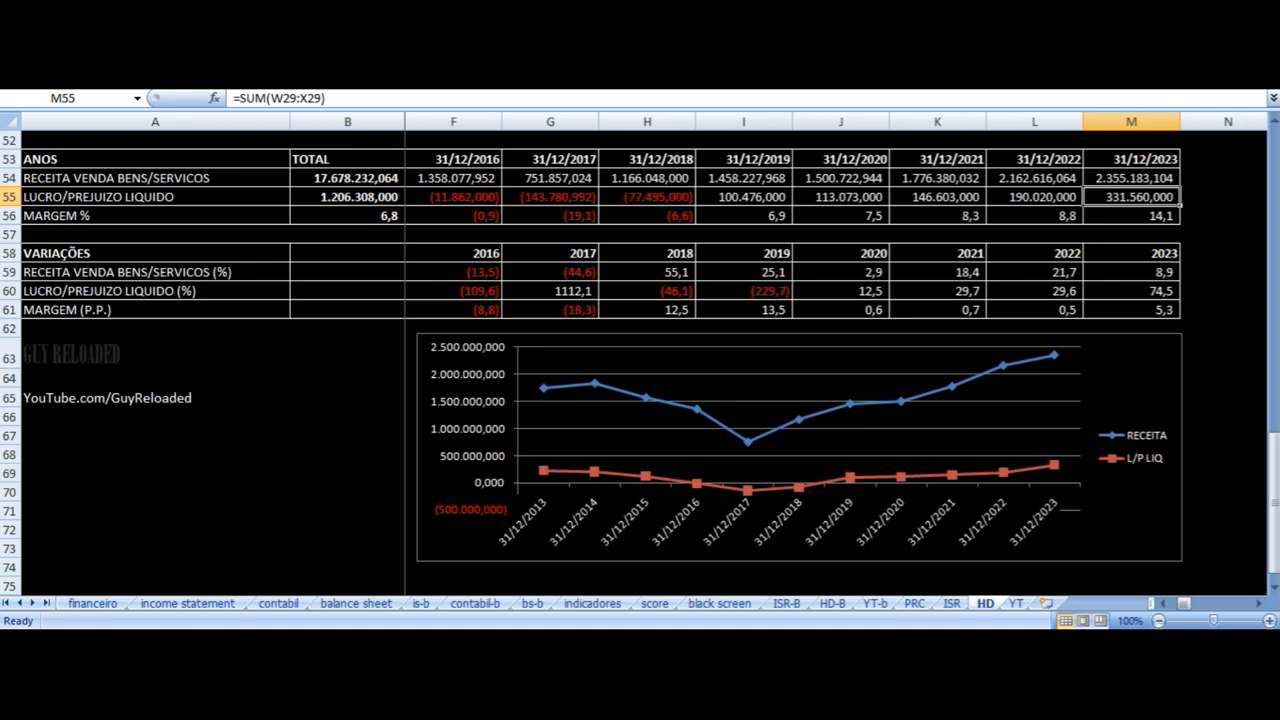 M55 fx =SUM(W29:X29)
A B F G H I J K L M N
52
53 ANOS TOTAL 31/12/2016 31/12/2017 31/12/2018 31/12/2019 31/12/2020 31/12/2021 31/12/2022 31/12/2023
54 RECEITA VENDA BENS/SERVICOS 17.678.232,064 1.358.077,952 751.857,024 1.166.048,000 1.458.227,968 1.500.722,944 1.776.380,032 2.162.616,064 2.355.183,104
55 LUCRO/PREJUIZO LIQUIDO 1.206.308,000 (11.862,000) (143.780,992) (77.495,000) 100.476,000 113.073,000 146.603,000 190.020,000 331.560,000
56 MARGEM % 6,8 (0,9) (19,1) (6,6) 6,9 7,5 8,3 8,8 14,1
57
58 VARIAÇÕES 2016 2017 2018 2019 2020 2021 2022 2023
59 RECEITA VENDA BENS/SERVICOS (%) (13,5) (44,6) 55,1 25,1 2,9 18,4 21,7 8,9
60 LUCRO/PREJUIZO LIQUIDO (%) (109,6) 1112,1 (46,1) (229,7) 12,5 29,7 29,6 74,5
61 MARGEM (P.P.) (8,8) (18,3) 12,5 13,5 0,6 0,7 0,5 5,3
62
63 GUY RELOADED
64
65 YouTube.com/GuyReloaded
66
67
68
69
70
71
72
73
74
75
2.500.000,000
2.000.000,000
1.500.000,000
1.000.000,000
500.000,000
0,000
(500.000,000)
31/12/2013 31/12/2014 31/12/2015 31/12/2016 31/12/2017 31/12/2018 31/12/2019 31/12/2020 31/12/2021 31/12/2022 31/12/2023
RECEITA
L/P LIQ
financeiro income statement contabil balance sheet is-b contabil-b bs-b indicadores score black screen ISR-B HD-B YT-b PRC ISR HD YT
Ready 100%